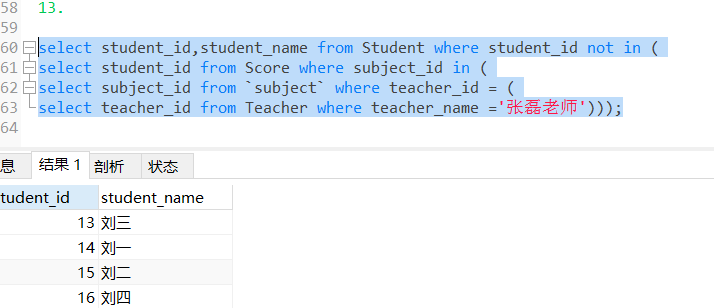 58 13.
59
60 select student_id,student_name from Student where student_id not in (
61 select student_id from Score where subject_id in (
62 select subject_id from `subject` where teacher_id = (
63 select teacher_id from Teacher where teacher_name ='张磊老师')));
64
息 结果 1 剖析 状态
tudent_id student_name
13 刘三
14 刘一
15 刘二
16 刘四